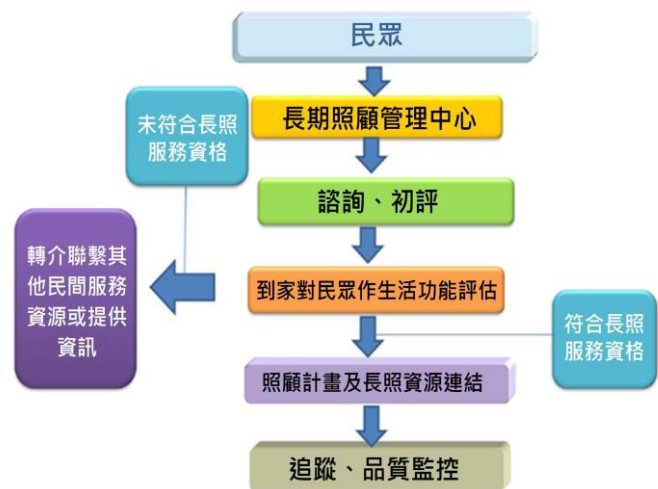 民眾
未符合長照
服務資格
長期照顧管理中心
諮詢、初評
轉介聯繫其
他民間服務
資源或提供
資訊
到家對民眾作生活功能評估
符合長照
服務資格
照顧計畫及長照資源連結
追蹤、品質監控